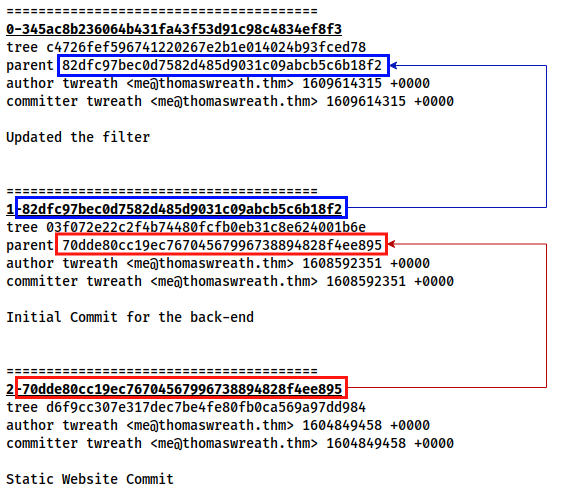 =======================================
0-345ac8b236064b431fa43f53d91c98c4834ef8f3
tree c4726fef596741220267e2b1e014024b93fced78
parent 82dfc97bec0d7582d485d9031c09abcb5c6b18f2
author twreath <me@thomaswreath.thm> 1609614315 +0000
committer twreath <me@thomaswreath.thm> 1609614315 +0000
Updated the filter
=======================================
1-82dfc97bec0d7582d485d9031c09abcb5c6b18f2
tree 03f072e22c2f4b74480fcfb0eb31c8e624001b6e
parent 70dde80cc19ec76704567996738894828f4ee895
author twreath <me@thomaswreath.thm> 1608592351 +0000
committer twreath <me@thomaswreath.thm> 1608592351 +0000
Initial Commit for the back-end
=======================================
2-70dde80cc19ec76704567996738894828f4ee895
tree d6f9cc307e317dec7be4fe80fb0ca569a97dd984
author twreath <me@thomaswreath.thm> 1604849458 +0000
committer twreath <me@thomaswreath.thm> 1604849458 +0000
Static Website Commit